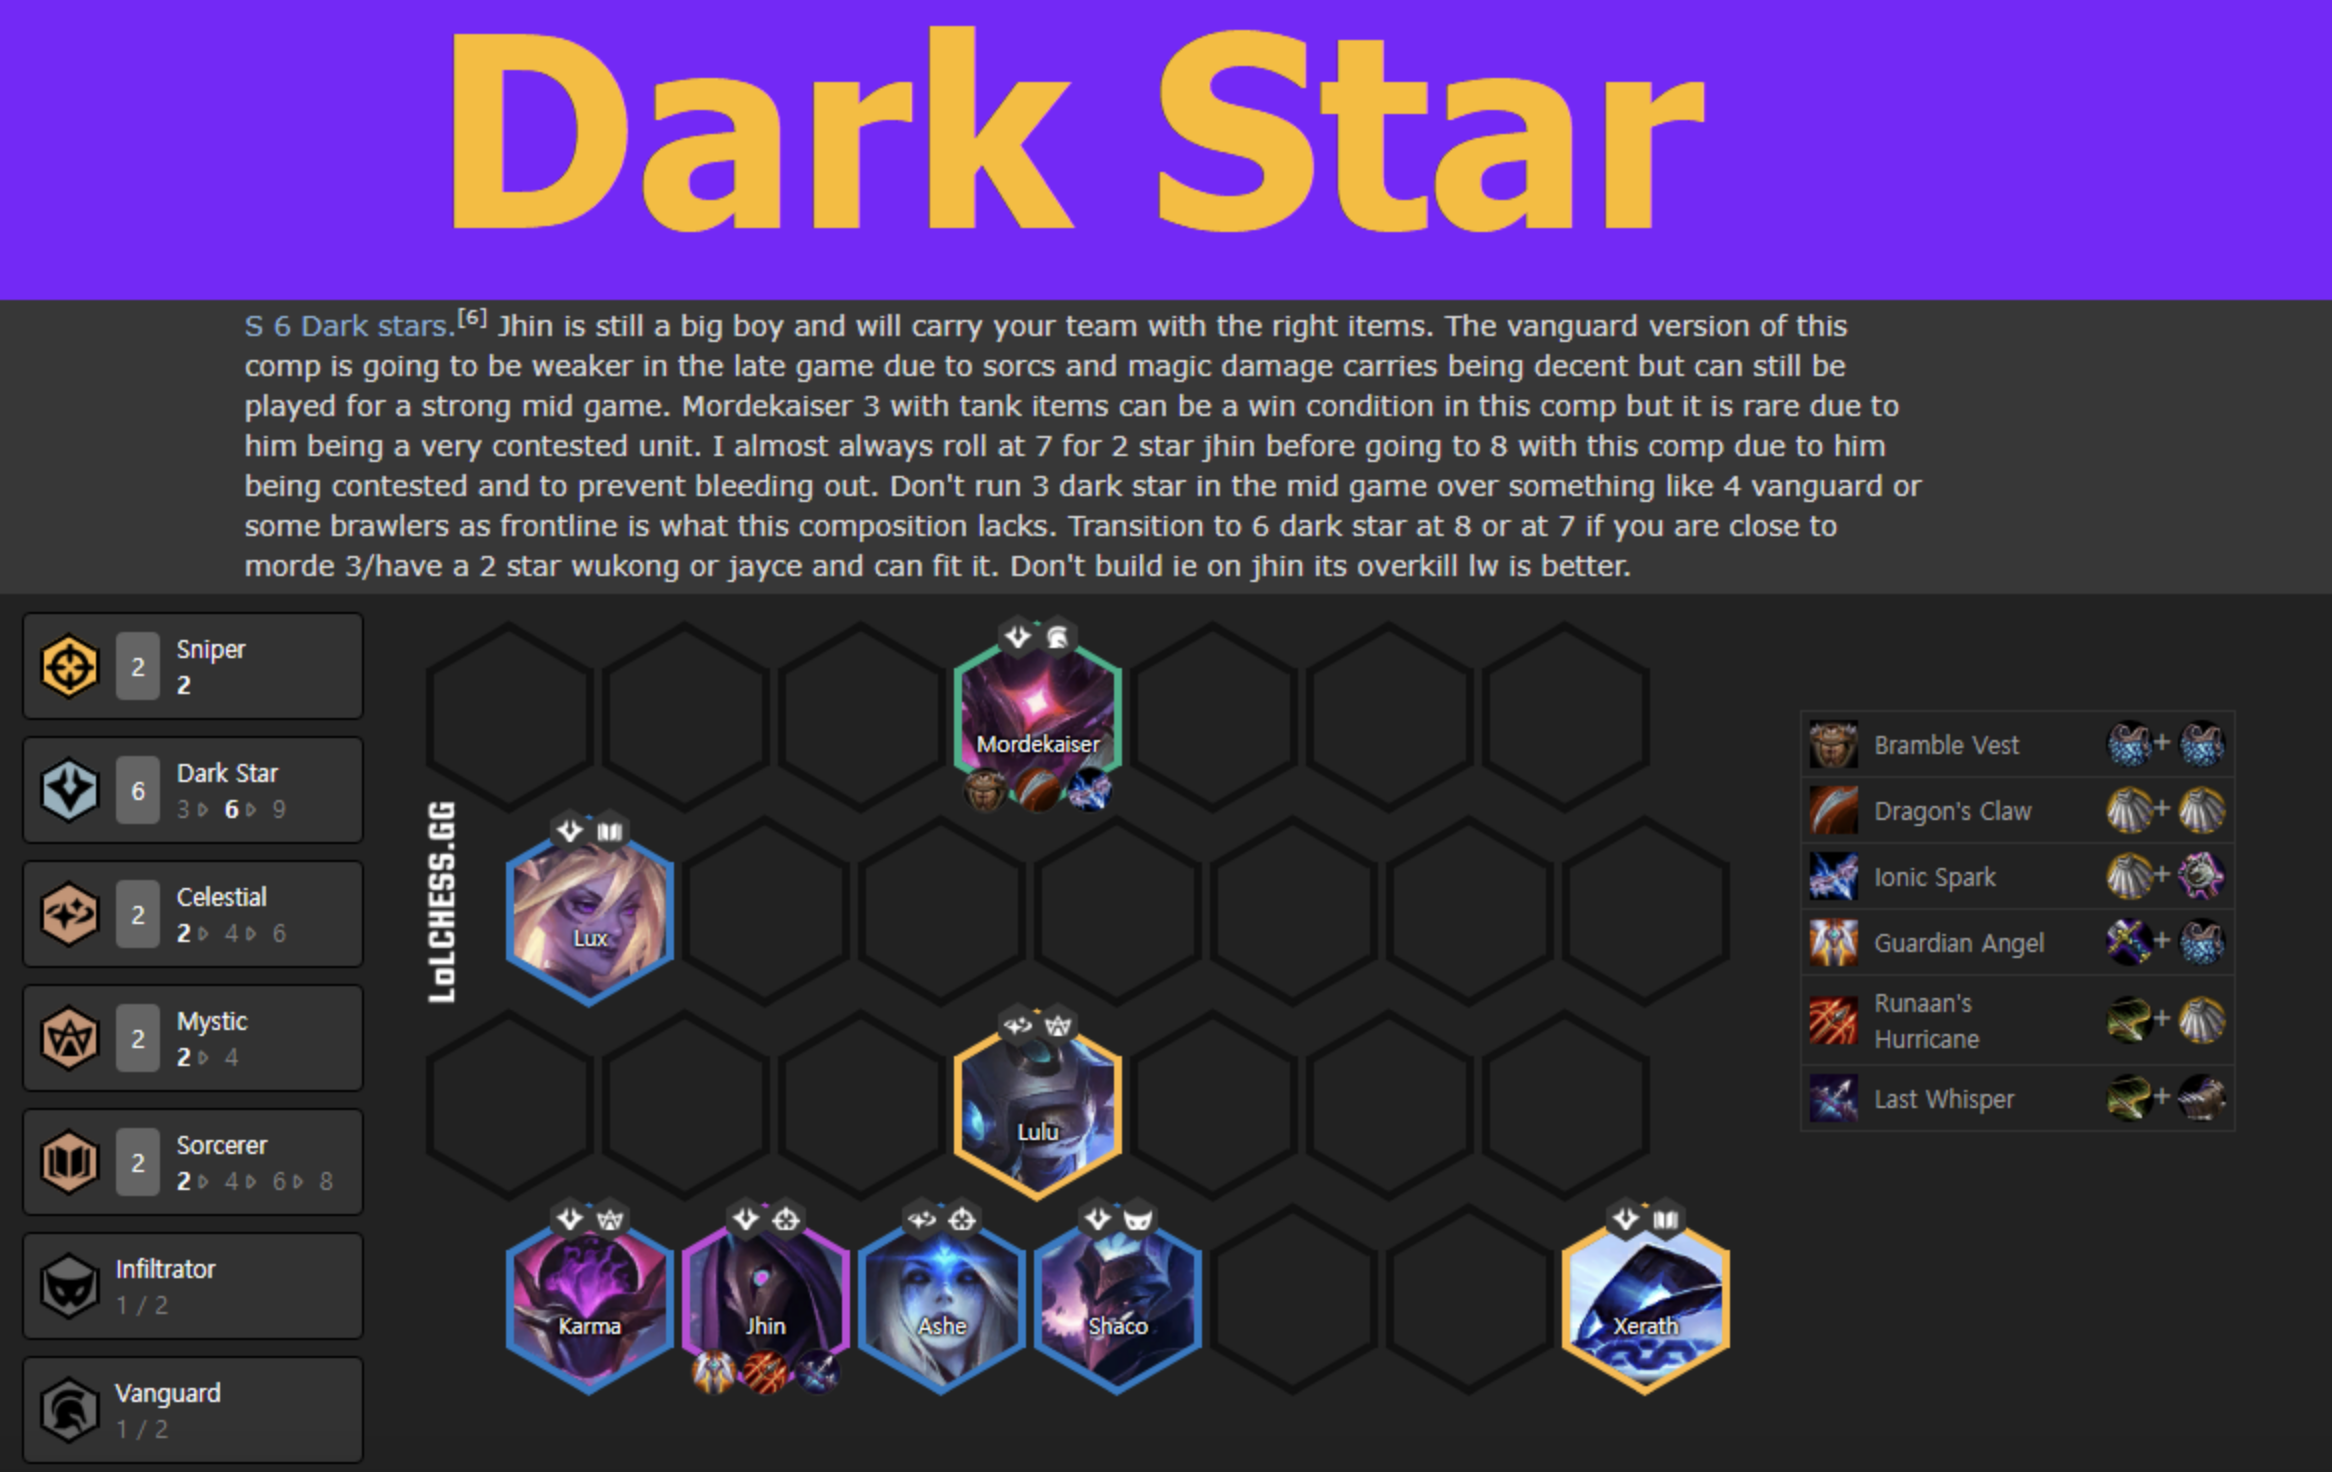 Dark Star
S 6 Dark stars.[6] Jhin is still a big boy and will carry your team with the right items. The vanguard version of this
comp is going to be weaker in the late game due to sorcs and magic damage carries being decent but can still be
played for a strong mid game. Mordekaiser 3 with tank items can be a win condition in this comp but it is rare due to
him being a very contested unit. I almost always roll at 7 for 2 star jhin before going to 8 with this comp due to him
being contested and to prevent bleeding out. Don't run 3 dark star in the mid game over something like 4 vanguard or
some brawlers as frontline is what this composition lacks. Transition to 6 dark star at 8 or at 7 if you are close to
morde 3/have a 2 star wukong or jayce and can fit it. Don't build ie on jhin its overkill lw is better.
2 Sniper
2
6 Dark Star
3 6 9
2 Celestial
2 4 6
2 Mystic
2 4
2 Sorcerer
2 4 6 8
Infiltrator
1 / 2
Vanguard
1 / 2
LoLCHESS.GG
Mordekaiser
Lux
Lulu
Karma
Jhin
Ashe
Shaco
Xerath
Bramble Vest +
Dragon's Claw +
Ionic Spark +
Guardian Angel +
Runaan's
Hurricane +
Last Whisper +